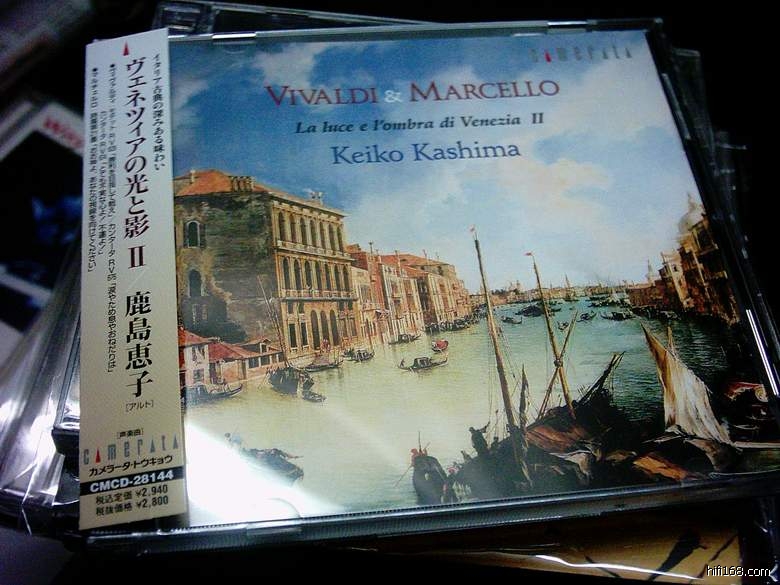 VIVALDI & MARCELLO
La luce e l'ombra di Venezia II
Keiko Kashima
camerata
イタリア古典の深みある味わい
ヴェネツィアの光と影 II 鹿島恵子
[アルト]
[声楽曲]
camerata
カメラータ・トウキョウ
CMCD-28144
税込定価 ¥2,940
税抜価格 ¥2,800
hifi168.com